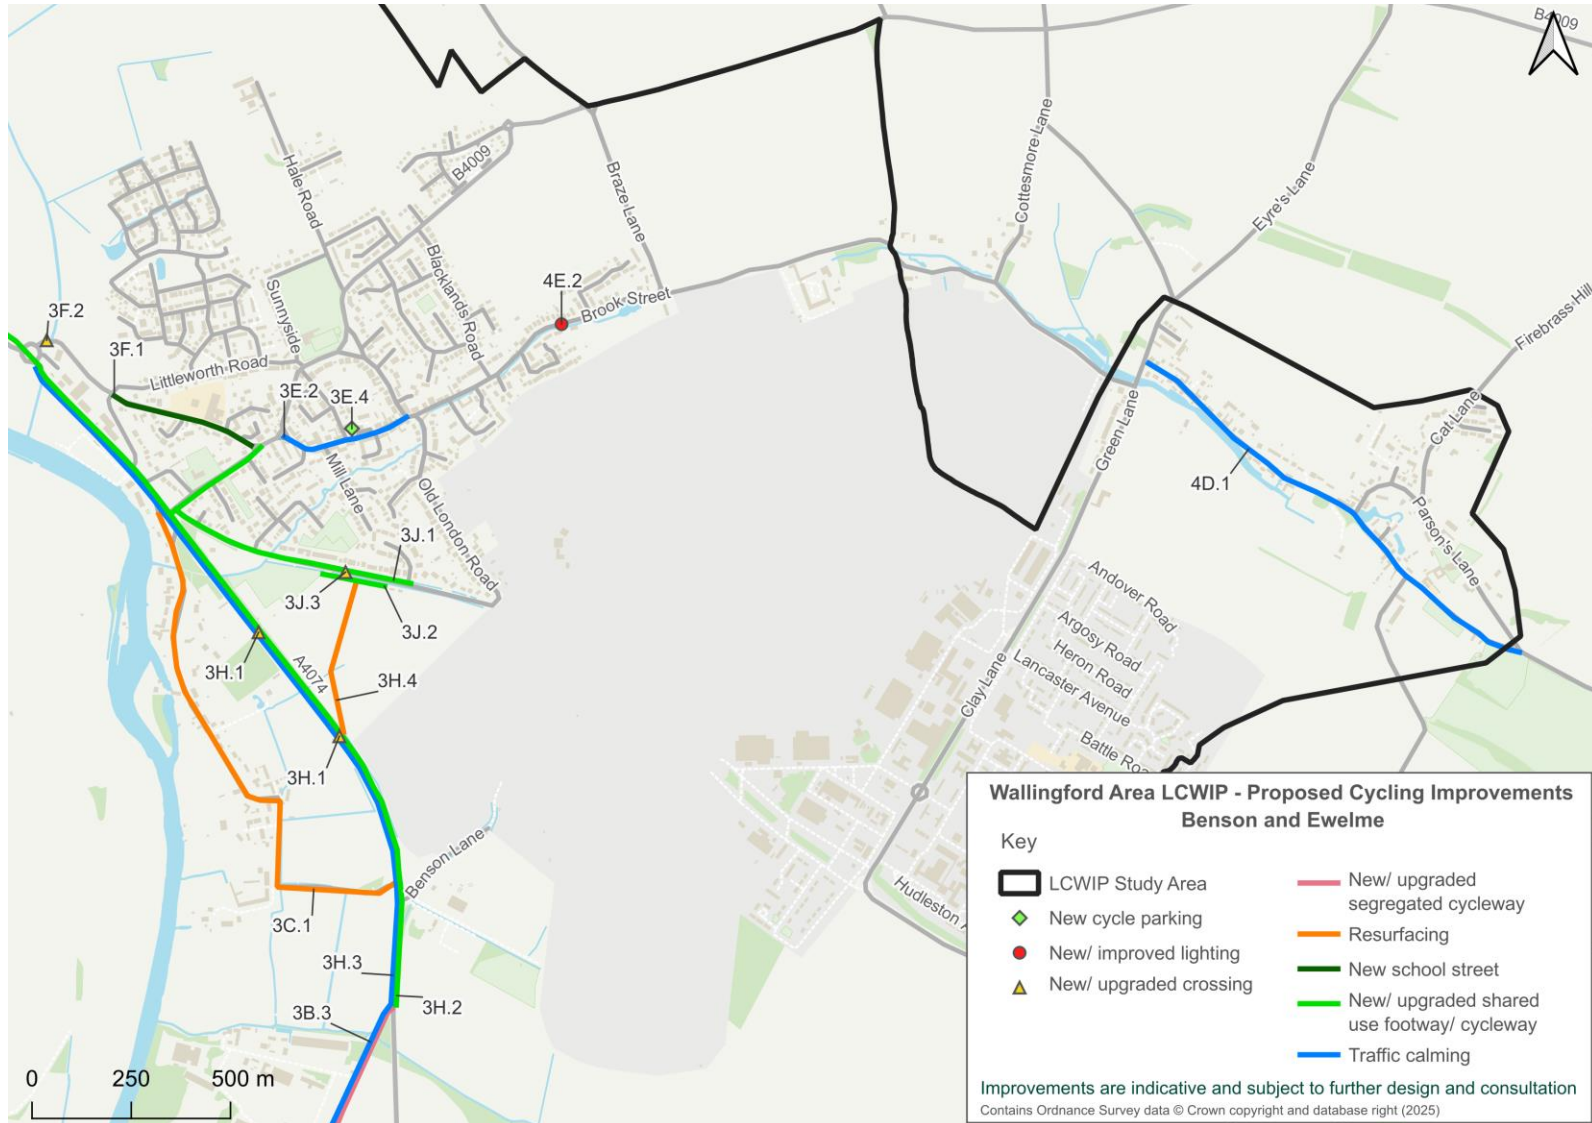 B4009
Hale Road
B4009
Braze Lane
Cottesmore Lane
Eyre's Lane
Blacklands Road
Sunnyside
4E.2
Brook Street
3F.2
3F.1
Littleworth Road
3E.2
3E.4
Firebrass Hill
Cat Lane
Green Lane
4D.1
Mill Lane
Old London Road
Parson's Lane
3J.1
3J.3
3J.2
Andover Road
Argosy Road
Heron Road
Lancaster Avenue
Clay Lane
Battle Roa
3H.1
A4074
3H.4
3H.1
Benson Lane
Hudleston A
3C.1
3H.3
3H.2
3B.3
0 250 500 m
Wallingford Area LCWIP - Proposed Cycling Improvements
Benson and Ewelme
Key
LCWIP Study Area
New cycle parking
New/ improved lighting
New/ upgraded crossing
New/ upgraded
segregated cycleway
Resurfacing
New school street
New/ upgraded shared
use footway/ cycleway
Traffic calming
Improvements are indicative and subject to further design and consultation
Contains Ordnance Survey data © Crown copyright and database right (2025)